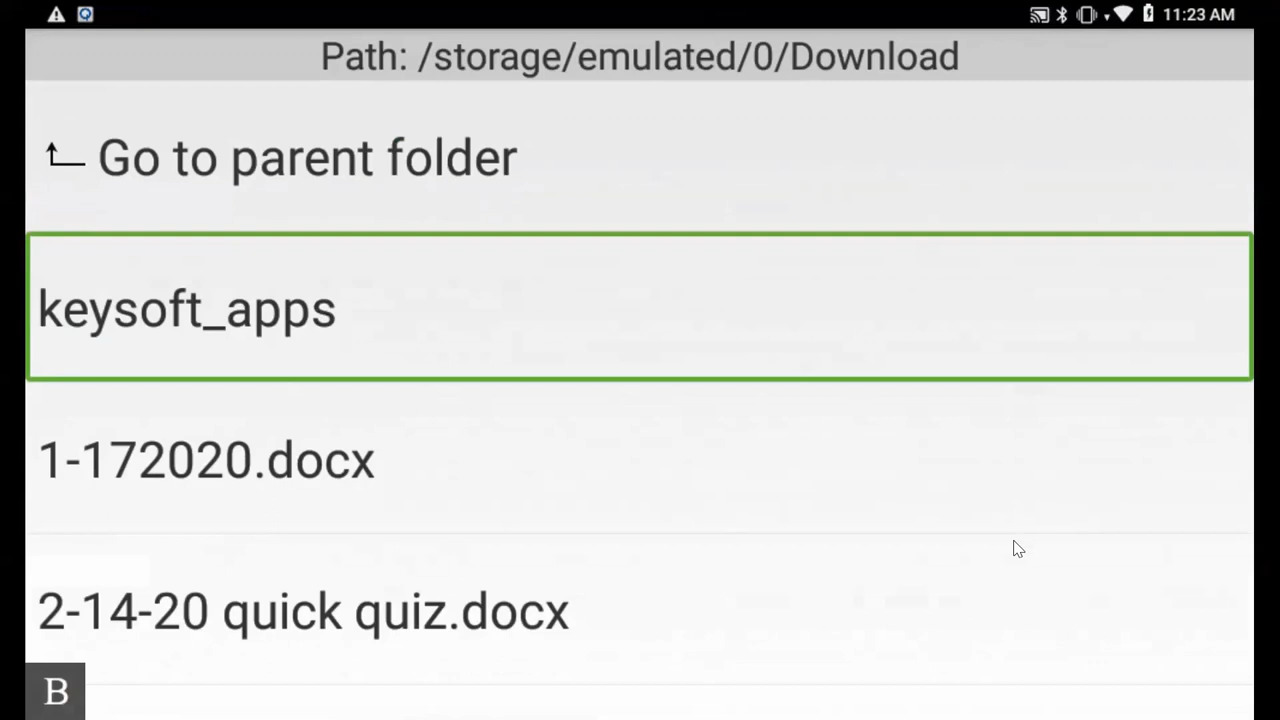 11:23 AM
Path: /storage/emulated/0/Download
Go to parent folder
keysoft_apps
1-172020.docx
2-14-20 quick quiz.docx
B